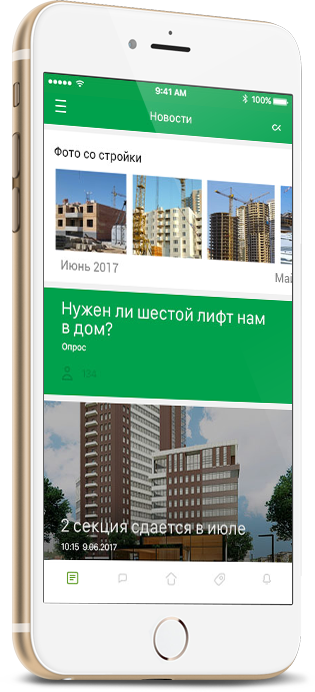 9:41 AM
100%
Новости
Фото со стройки
Июнь 2017
Май
Нужен ли шестой лифт нам
в дом?
Опрос
134
2 секция сдается в июле
10:15 9.06.2017